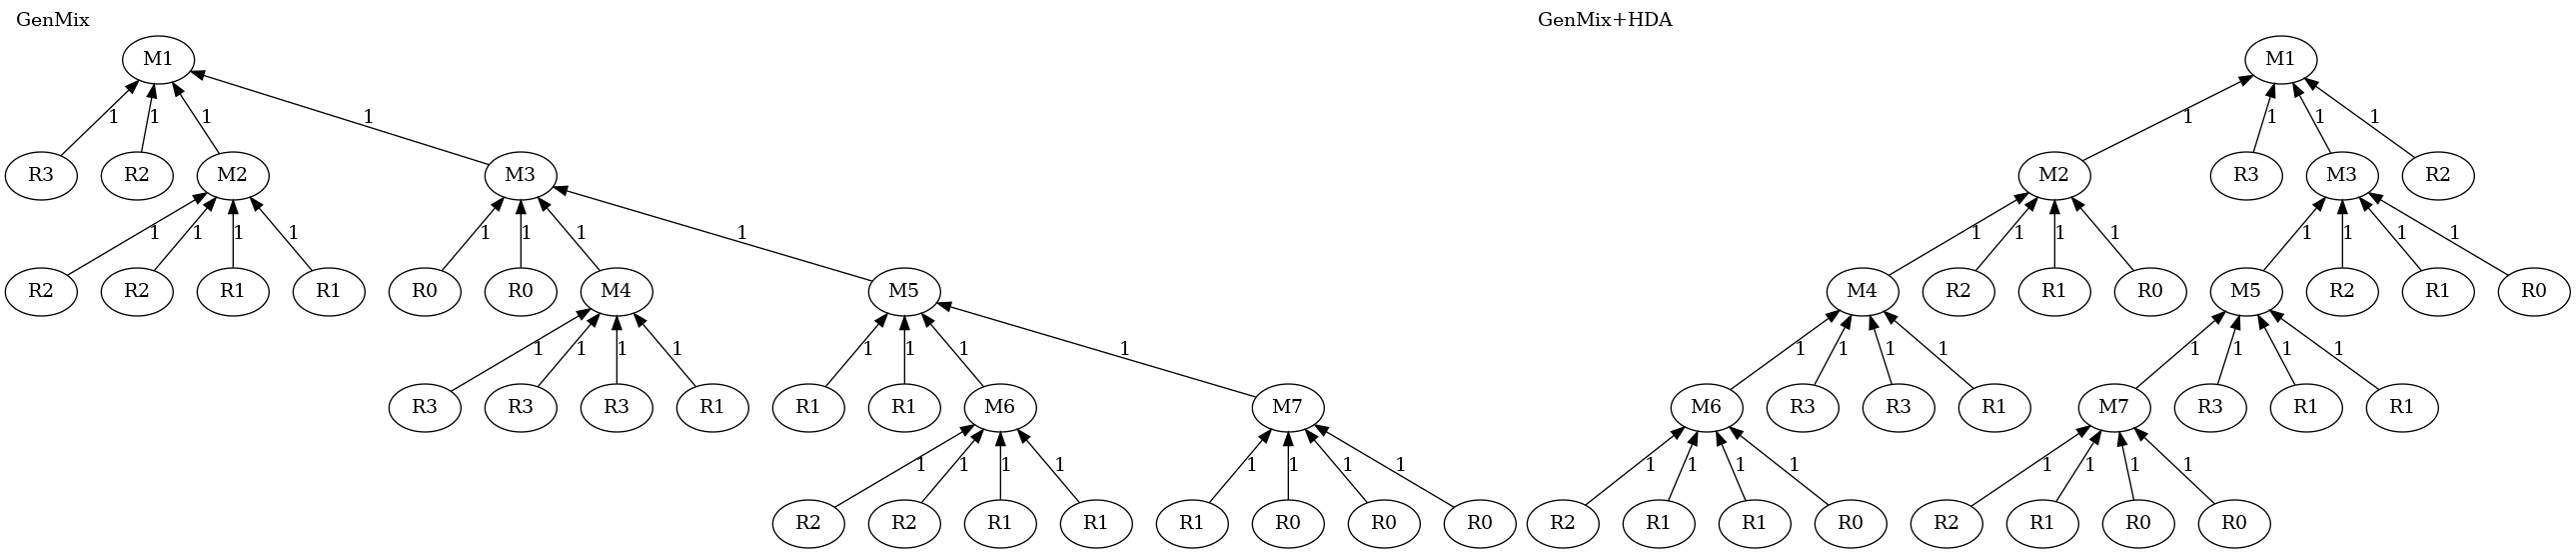 GenMix GenMix+HDA
M1 M1
1 1 1 1 1 1 1 1
R3 R2 M2 M3 M2 R3 M3 R2
1 1 1 1 1 1 1 1 1 1 1 1 1 1 1 1
R2 R2 R1 R1 R0 R0 M4 M5 M4 R2 R1 R0 M5 R2 R1 R0
1 1 1 1 1 1 1 1 1 1 1 1 1 1 1 1
R3 R3 R3 R1 R1 R1 M6 M7 M6 R3 R3 R1 M7 R3 R1 R1
1 1 1 1 1 1 1 1 1 1 1 1 1 1 1 1
R2 R2 R1 R1 R1 R0 R0 R0 R2 R1 R1 R0 R2 R1 R0 R0